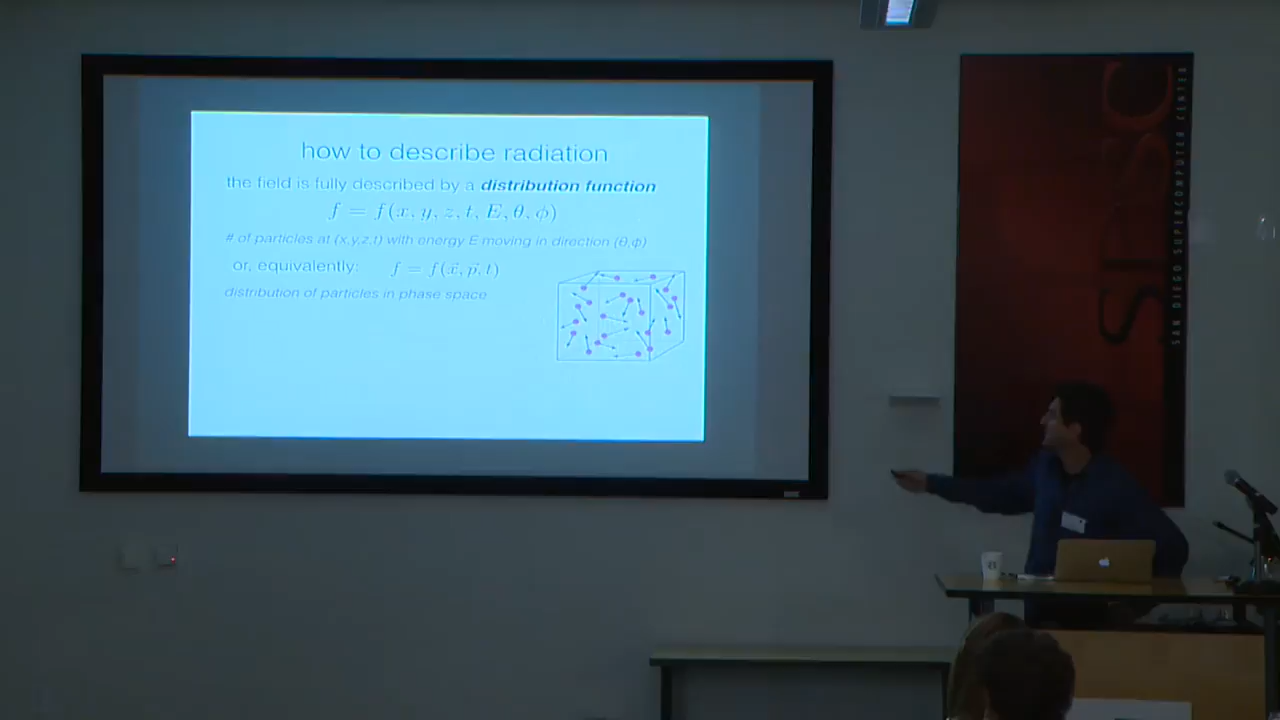 how to describe radiation
the field is fully described by a distribution function
f = f(x, y, z, t, E, θ, ϕ)
# of particles at (x,y,z,t) with energy E moving in direction (θ,ϕ)
or, equivalently: f = f(x⃗, p⃗, t)
distribution of particles in phase space
SDSC
SAN DIEGO SUPERCOMPUTER CENTER